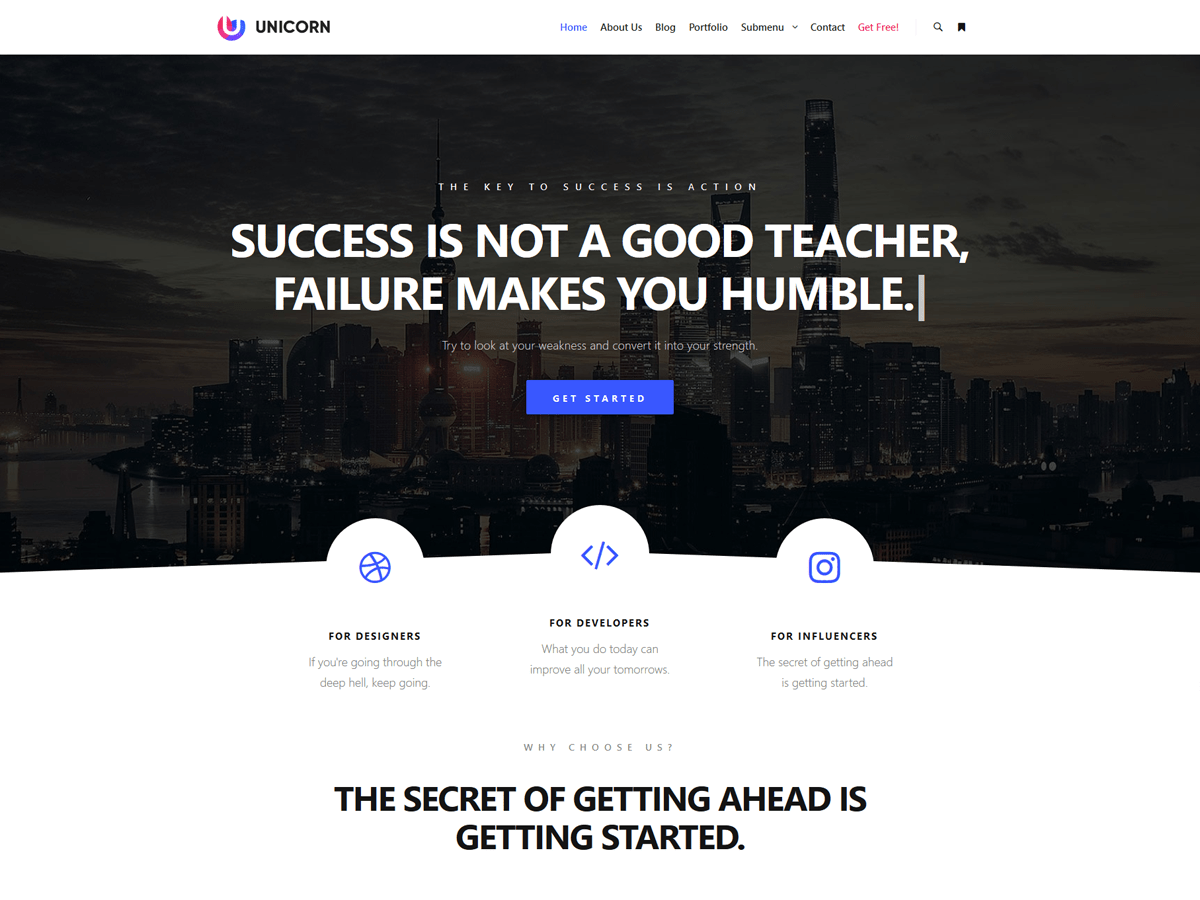 UNICORN
Home About Us Blog Portfolio Submenu Contact Get Free!
THE KEY TO SUCCESS IS ACTION
SUCCESS IS NOT A GOOD TEACHER,
FAILURE MAKES YOU HUMBLE.|
Try to look at your weakness and convert it into your strength.
GET STARTED
FOR DESIGNERS
If you're going through the
deep hell, keep going.
FOR DEVELOPERS
What you do today can
improve all your tomorrows.
FOR INFLUENCERS
The secret of getting ahead
is getting started.
WHY CHOOSE US?
THE SECRET OF GETTING AHEAD IS
GETTING STARTED.